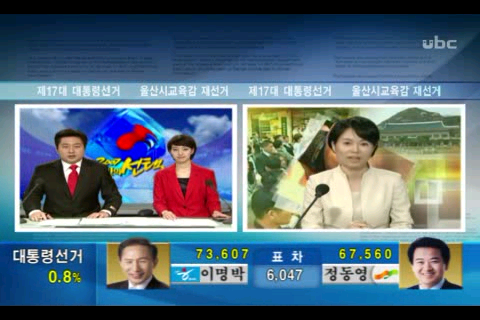 ubc
제17대 대통령선거 울산시교육감 재선거 제17대 대통령선거 울산시교육감 재선거
2007
선택
대통령선거
0.8%
73,607
이명박
표 차
6,047
67,560
정동영